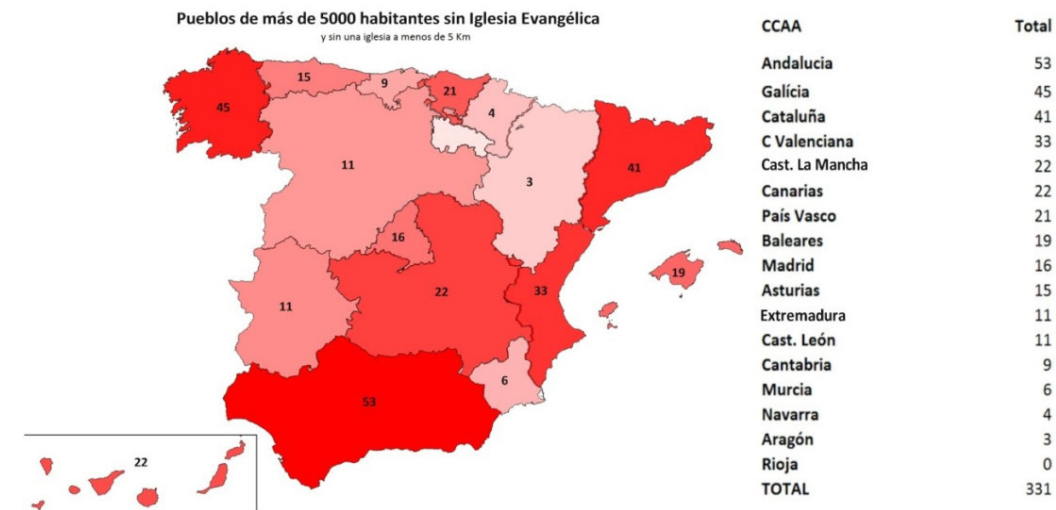 Pueblos de más de 5000 habitantes sin Iglesia Evangélica
y sin una iglesia a menos de 5 Km
15
9
21
45
4
11
3
41
16
19
22
33
11
6
53
22
CCAA Total
Andalucia 53
Galícia 45
Cataluña 41
C Valenciana 33
Cast. La Mancha 22
Canarias 22
País Vasco 21
Baleares 19
Madrid 16
Asturias 15
Extremadura 11
Cast. León 11
Cantabria 9
Murcia 6
Navarra 4
Aragón 3
Rioja 0
TOTAL 331